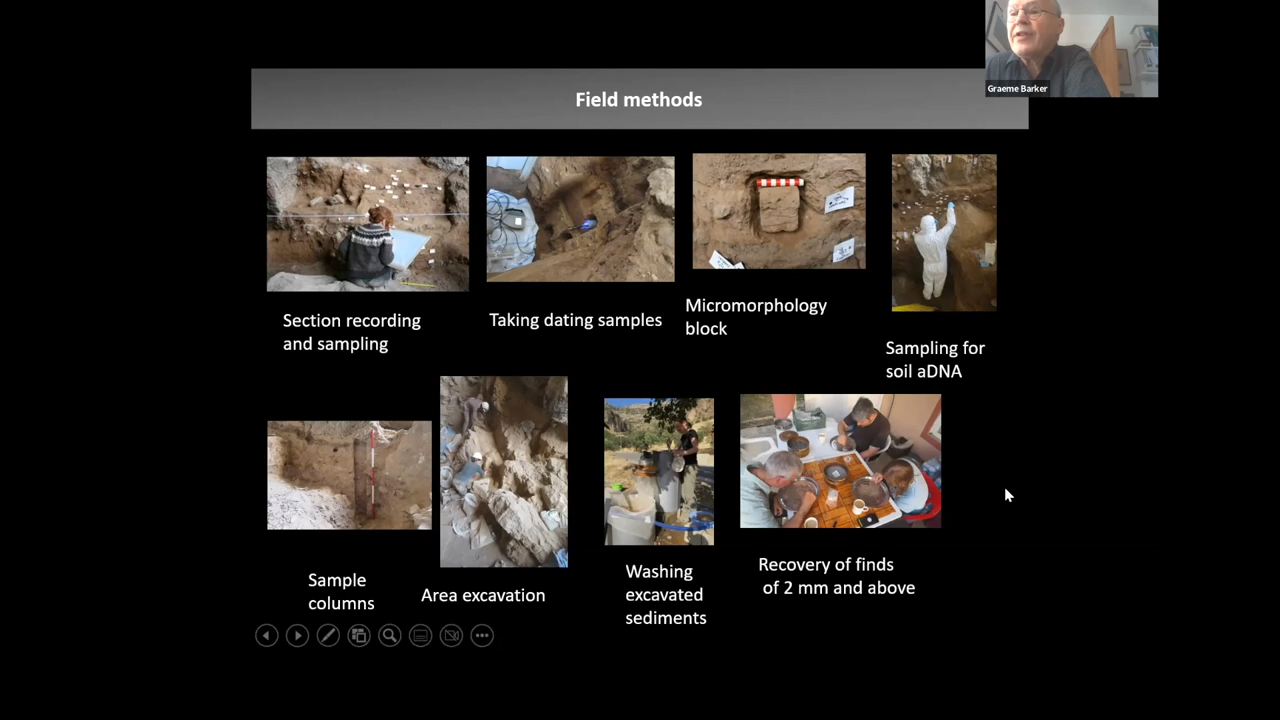 Graeme Barker
Field methods
Section recording
and sampling
Taking dating samples
Micromorphology
block
Sampling for
soil aDNA
Sample
columns
Area excavation
Washing
excavated
sediments
Recovery of finds
of 2 mm and above